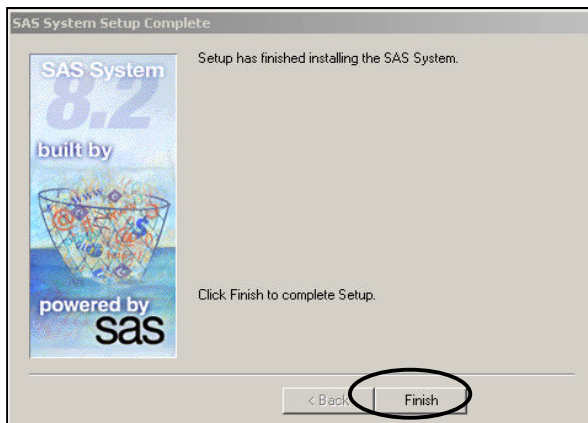 SAS System Setup Complete
SAS System
8.2
built by
powered by
sas
Setup has finished installing the SAS System.
Click Finish to complete Setup.
< Back
Finish